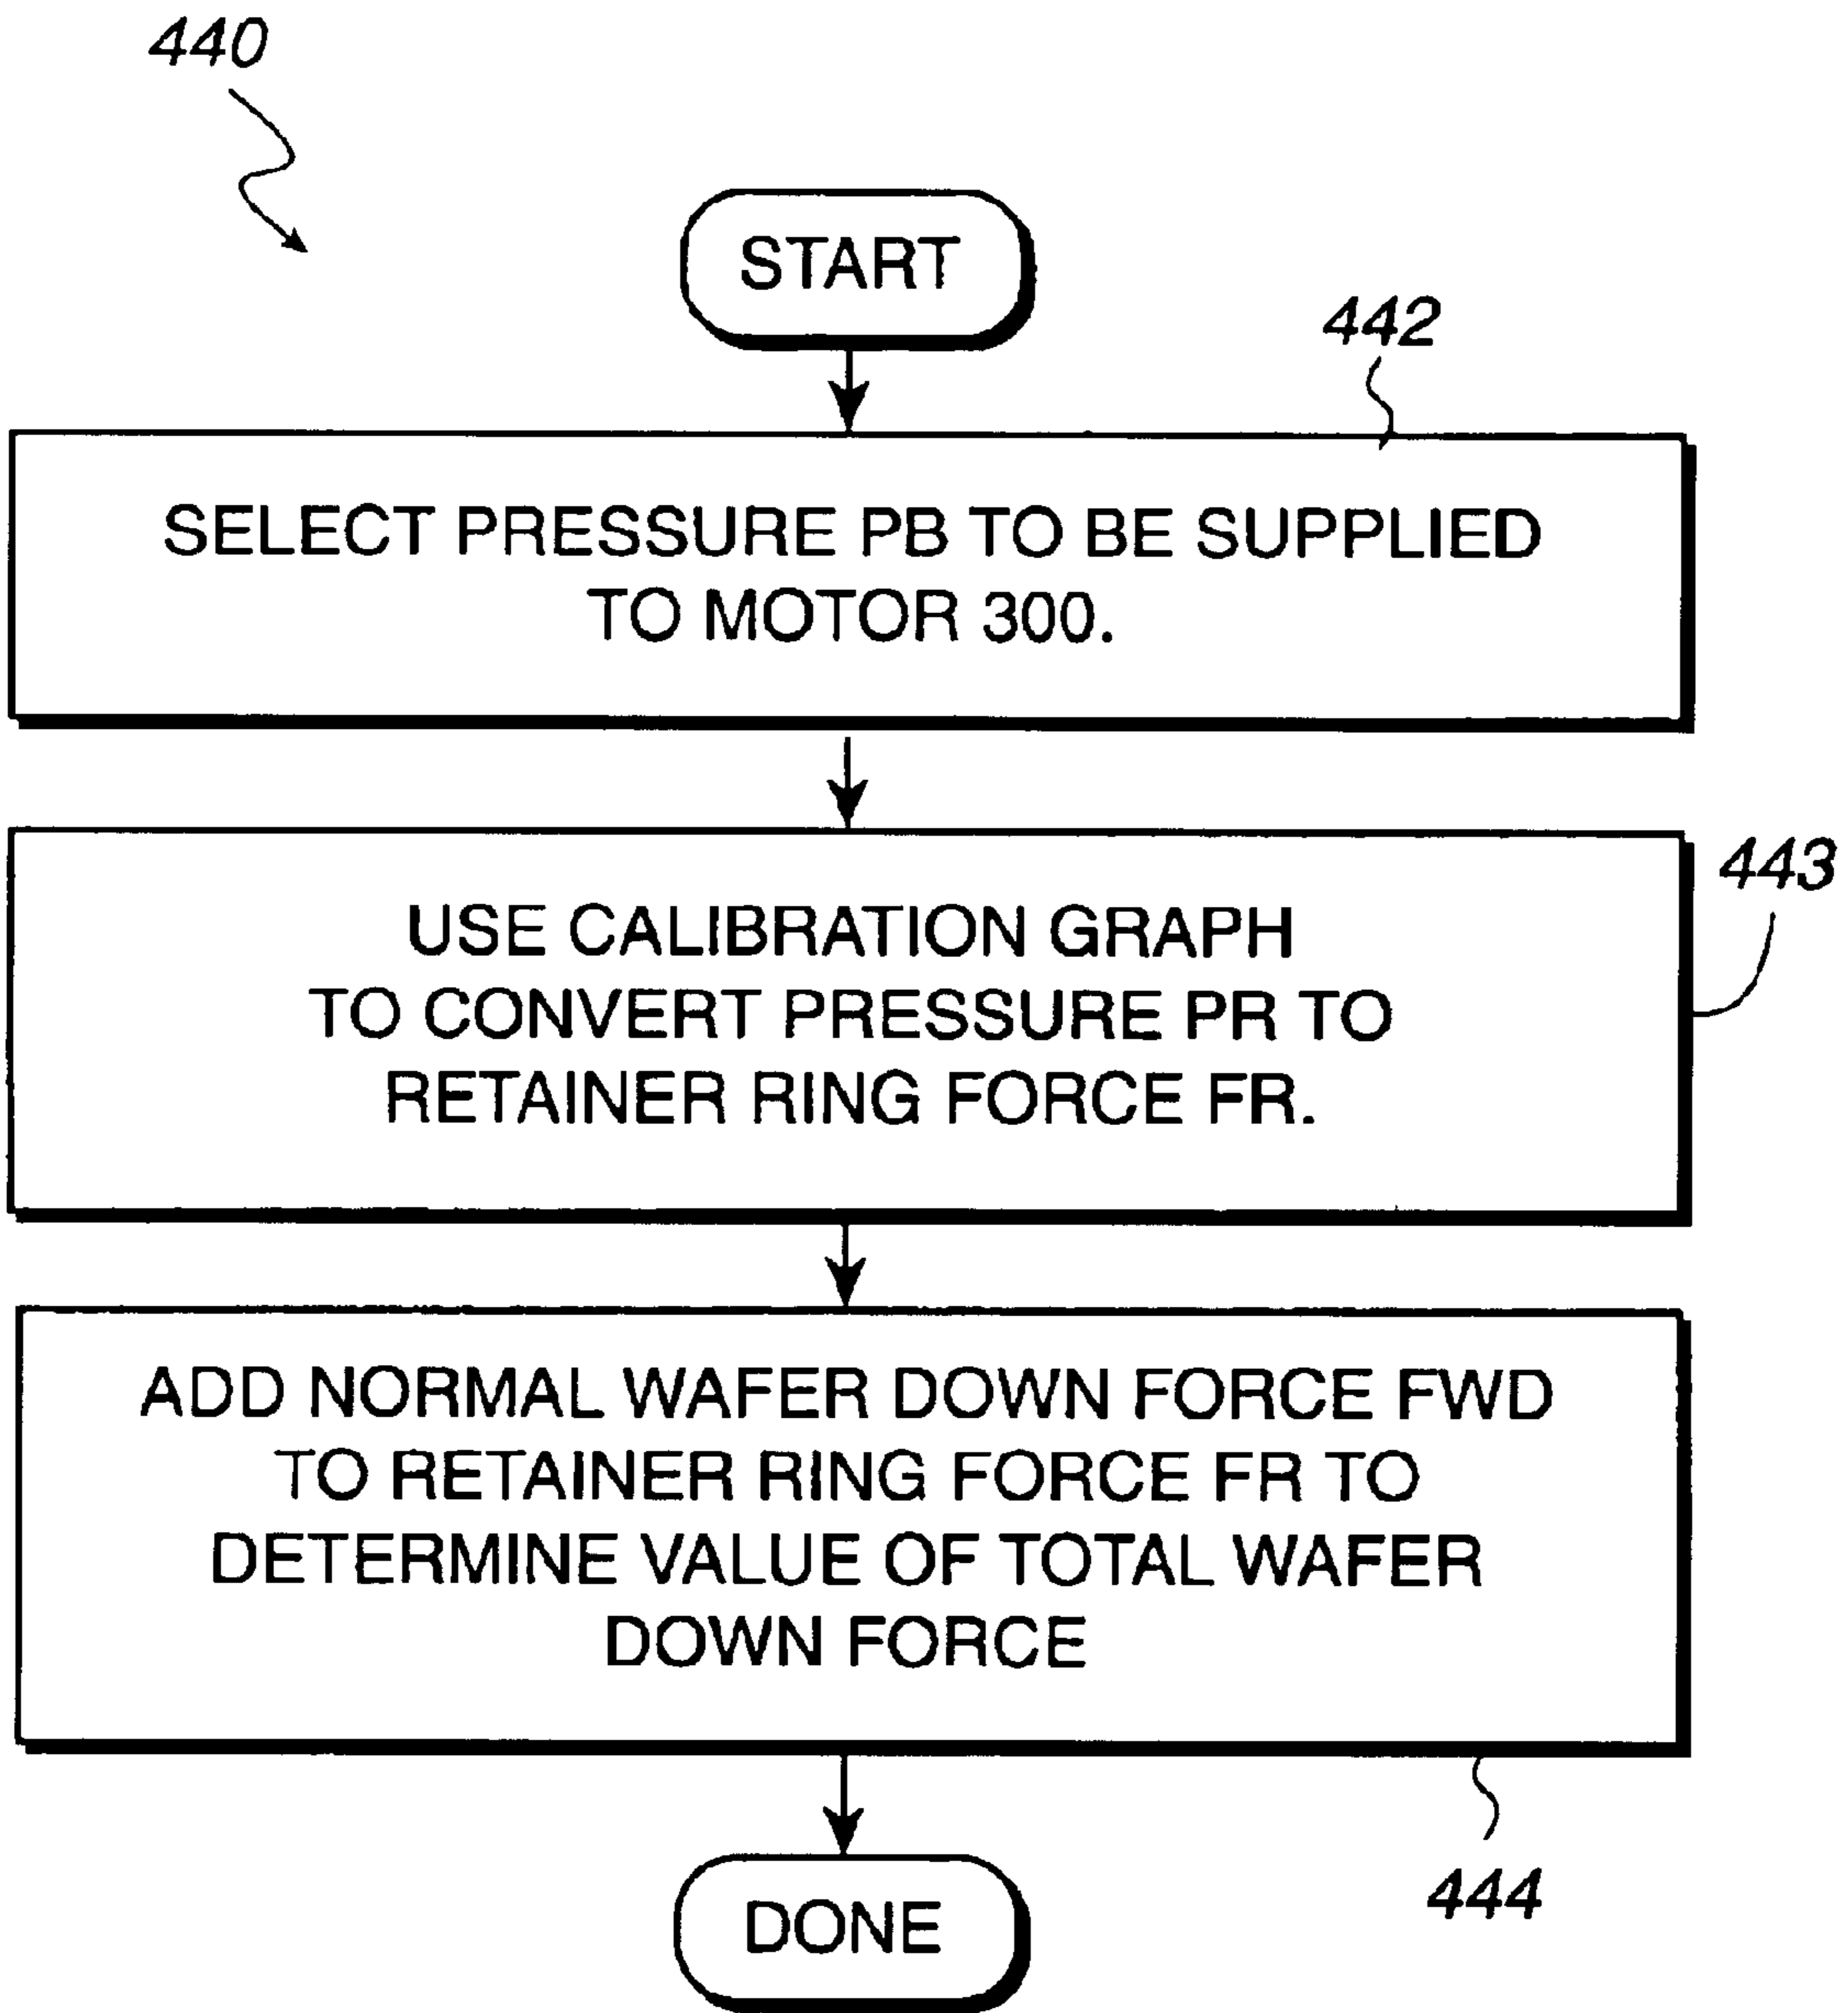 440
START
442
SELECT PRESSURE PB TO BE SUPPLIED
TO MOTOR 300.
443
USE CALIBRATION GRAPH
TO CONVERT PRESSURE PR TO
RETAINER RING FORCE FR.
ADD NORMAL WAFER DOWN FORCE FWD
TO RETAINER RING FORCE FR TO
DETERMINE VALUE OF TOTAL WAFER
DOWN FORCE
444
DONE